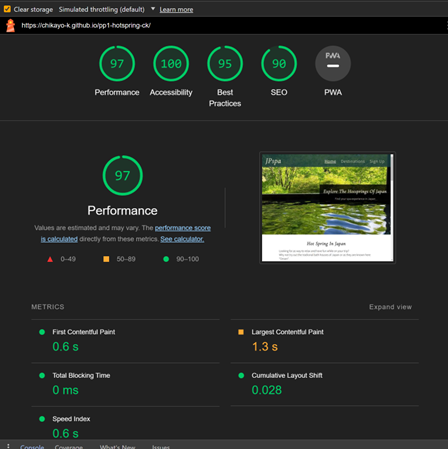 Clear storage Simulated throttling (default) ▼ Learn more
https://chikayo-k.github.io/pp1-hotspring-ck/
97 100 95 90 PWA
Performance Accessibility Best Practices SEO PWA
97
Performance
Values are estimated and may vary. The performance score
is calculated directly from these metrics. See calculator.
0–49 50–89 90–100
JPspa Home Recommend Sign Up
Explore The Hotsprings Of Japan
Hot Spring In Japan
METRICS Expand view
First Contentful Paint Largest Contentful Paint
0.6 s 1.3 s
Total Blocking Time Cumulative Layout Shift
0 ms 0.028
Speed Index
0.6 s
Console Coverage What's New Issues